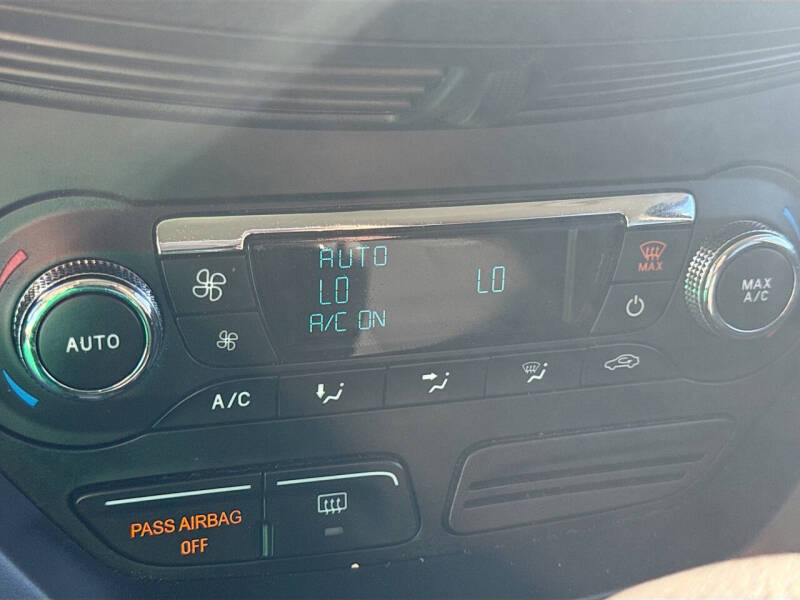 AUTO
LO LO
A/C ON
MAX
AUTO
MAX
A/C
A/C
PASS AIRBAG
OFF